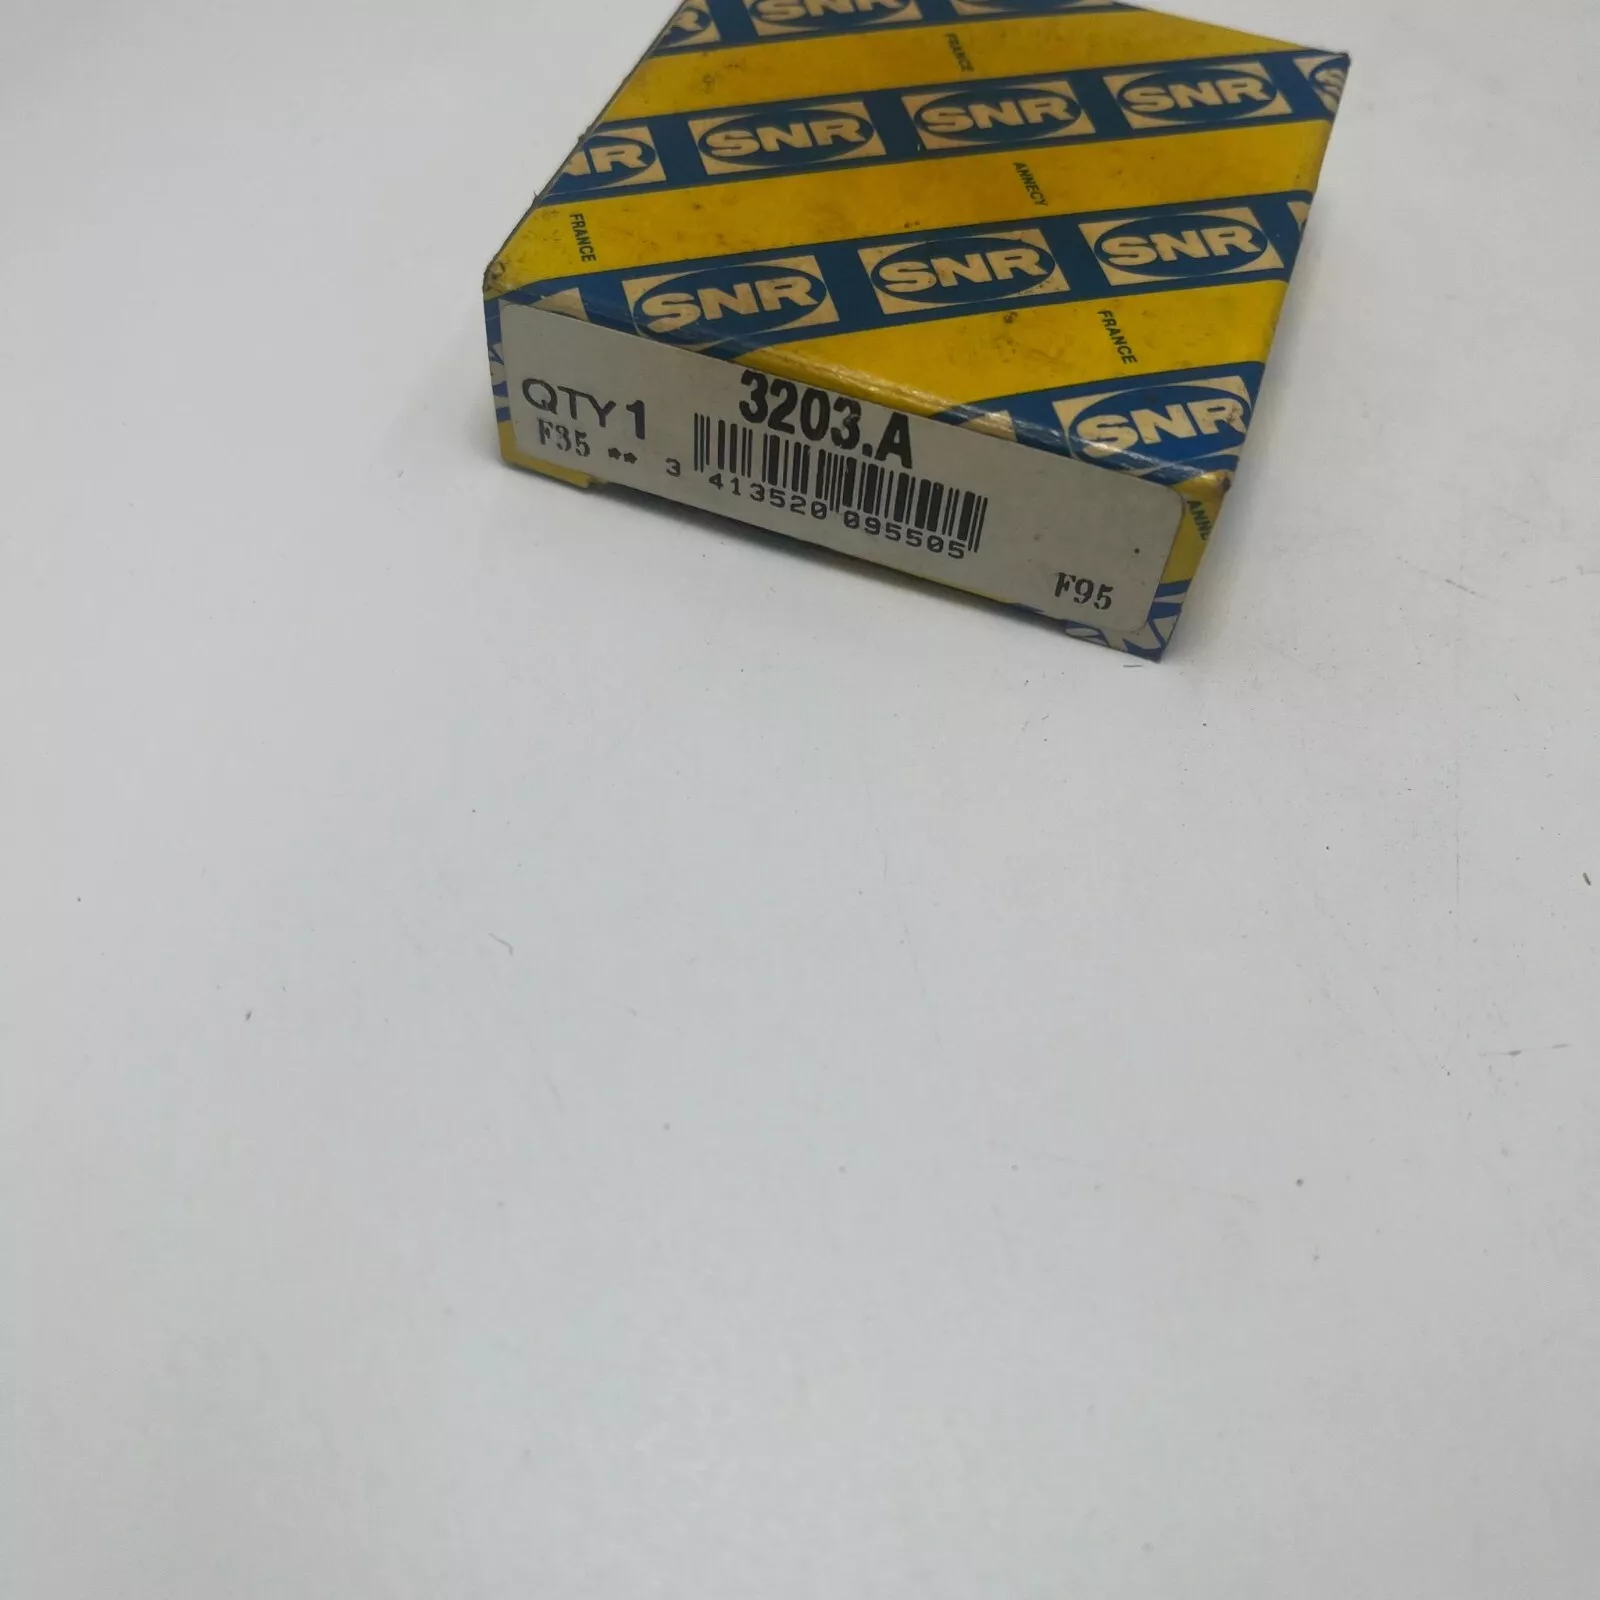 SNR
FRANCE
SNR SNR SNR
ANNECY
FRANCE
SNR SNR SNR
FRANCE
SNR
QTY 1 3203.A
F35 ** 3 413520 095505
F95